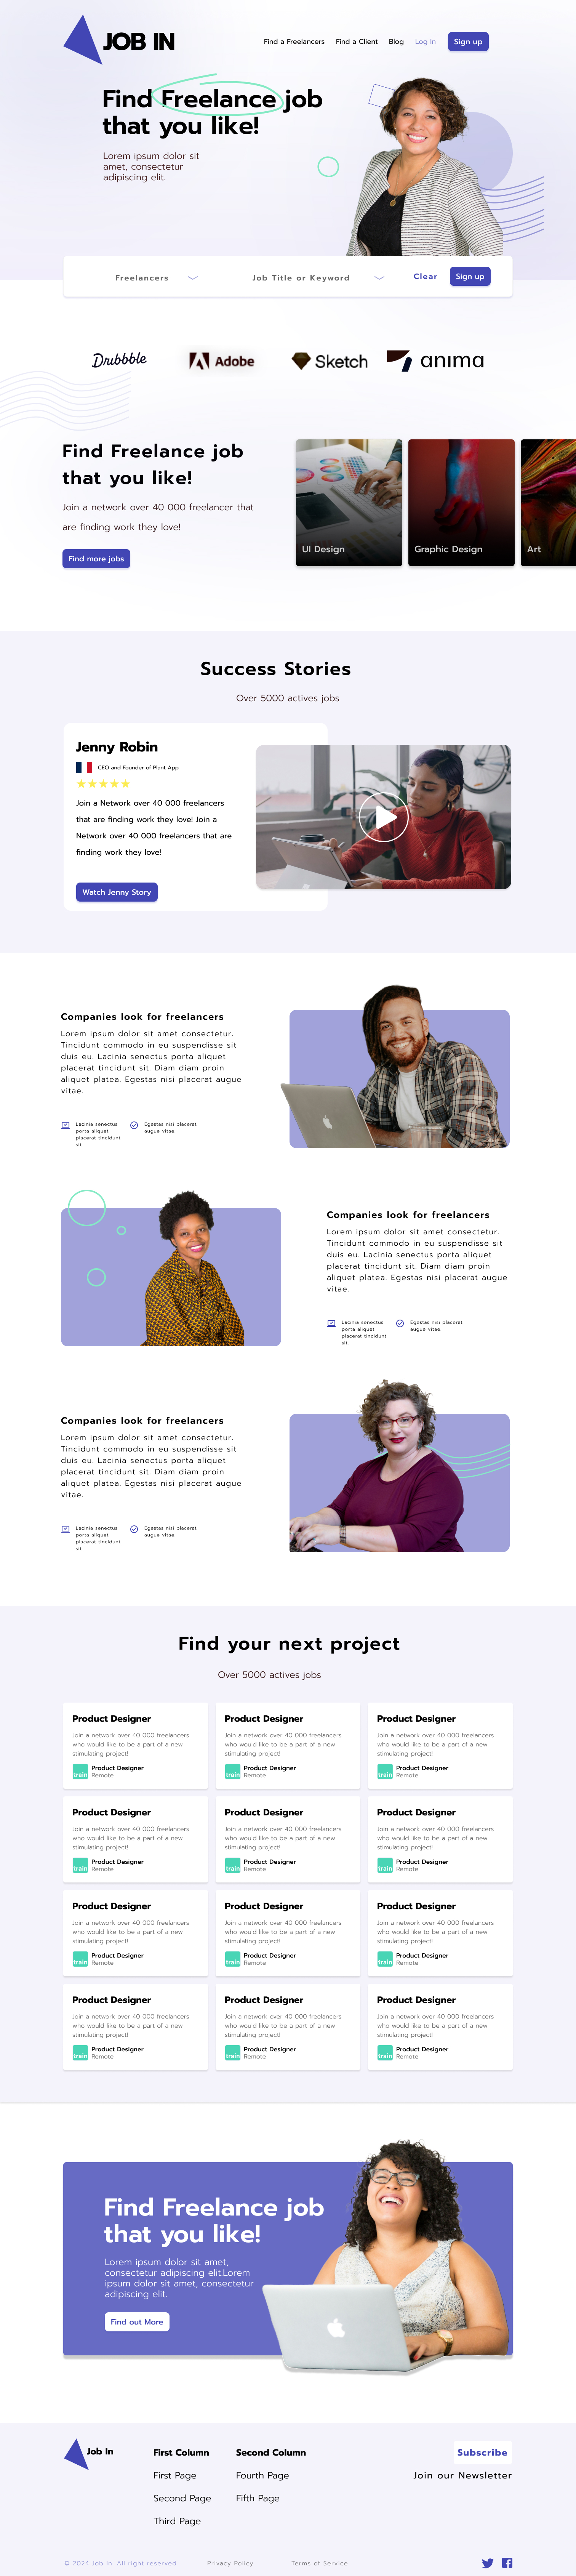 JOB IN
Find a Freelancers Find a Client Blog Log In Sign up
Find Freelance job
that you like!
Lorem ipsum dolor sit
amet, consectetur
adipiscing elit.
Freelancers Job Title or Keyword Clear Sign up
Dribbble Adobe Sketch anima
Find Freelance job
that you like!
Join a network over 40 000 freelancer that
are finding work they love!
Find more jobs
UI Design Graphic Design Art
Success Stories
Over 5000 actives jobs
Jenny Robin
CEO and Founder of Plant App
Join a Network over 40 000 freelancers
that are finding work they love! Join a
Network over 40 000 freelancers that are
finding work they love!
Watch Jenny Story
Companies look for freelancers
Lorem ipsum dolor sit amet consectetur.
Tincidunt commodo in eu suspendisse sit
duis eu. Lacinia senectus porta aliquet
placerat tincidunt sit. Diam diam proin
aliquet platea. Egestas nisi placerat augue
vitae.
Lacinia senectus
porta aliquet
placerat tincidunt
sit.
Egestas nisi placerat
augue vitae.
Companies look for freelancers
Lorem ipsum dolor sit amet consectetur.
Tincidunt commodo in eu suspendisse sit
duis eu. Lacinia senectus porta aliquet
placerat tincidunt sit. Diam diam proin
aliquet platea. Egestas nisi placerat augue
vitae.
Lacinia senectus
porta aliquet
placerat tincidunt
sit.
Egestas nisi placerat
augue vitae.
Companies look for freelancers
Lorem ipsum dolor sit amet consectetur.
Tincidunt commodo in eu suspendisse sit
duis eu. Lacinia senectus porta aliquet
placerat tincidunt sit. Diam diam proin
aliquet platea. Egestas nisi placerat augue
vitae.
Lacinia senectus
porta aliquet
placerat tincidunt
sit.
Egestas nisi placerat
augue vitae.
Find your next project
Over 5000 actives jobs
Product Designer
Join a network over 40 000 freelancers
who would like to be a part of a new
stimulating project!
train
Product Designer
Remote
Product Designer
Join a network over 40 000 freelancers
who would like to be a part of a new
stimulating project!
train
Product Designer
Remote
Product Designer
Join a network over 40 000 freelancers
who would like to be a part of a new
stimulating project!
train
Product Designer
Remote
Product Designer
Join a network over 40 000 freelancers
who would like to be a part of a new
stimulating project!
train
Product Designer
Remote
Product Designer
Join a network over 40 000 freelancers
who would like to be a part of a new
stimulating project!
train
Product Designer
Remote
Product Designer
Join a network over 40 000 freelancers
who would like to be a part of a new
stimulating project!
train
Product Designer
Remote
Product Designer
Join a network over 40 000 freelancers
who would like to be a part of a new
stimulating project!
train
Product Designer
Remote
Product Designer
Join a network over 40 000 freelancers
who would like to be a part of a new
stimulating project!
train
Product Designer
Remote
Product Designer
Join a network over 40 000 freelancers
who would like to be a part of a new
stimulating project!
train
Product Designer
Remote
Product Designer
Join a network over 40 000 freelancers
who would like to be a part of a new
stimulating project!
train
Product Designer
Remote
Product Designer
Join a network over 40 000 freelancers
who would like to be a part of a new
stimulating project!
train
Product Designer
Remote
Product Designer
Join a network over 40 000 freelancers
who would like to be a part of a new
stimulating project!
train
Product Designer
Remote
Find Freelance job
that you like!
Lorem ipsum dolor sit amet,
consectetur adipiscing elit.Lorem
ipsum dolor sit amet, consectetur
adipiscing elit.
Find out More
Job In
First Column
First Page
Second Page
Third Page
Second Column
Fourth Page
Fifth Page
Subscribe
Join our Newsletter
© 2024 Job In. All right reserved Privacy Policy Terms of Service